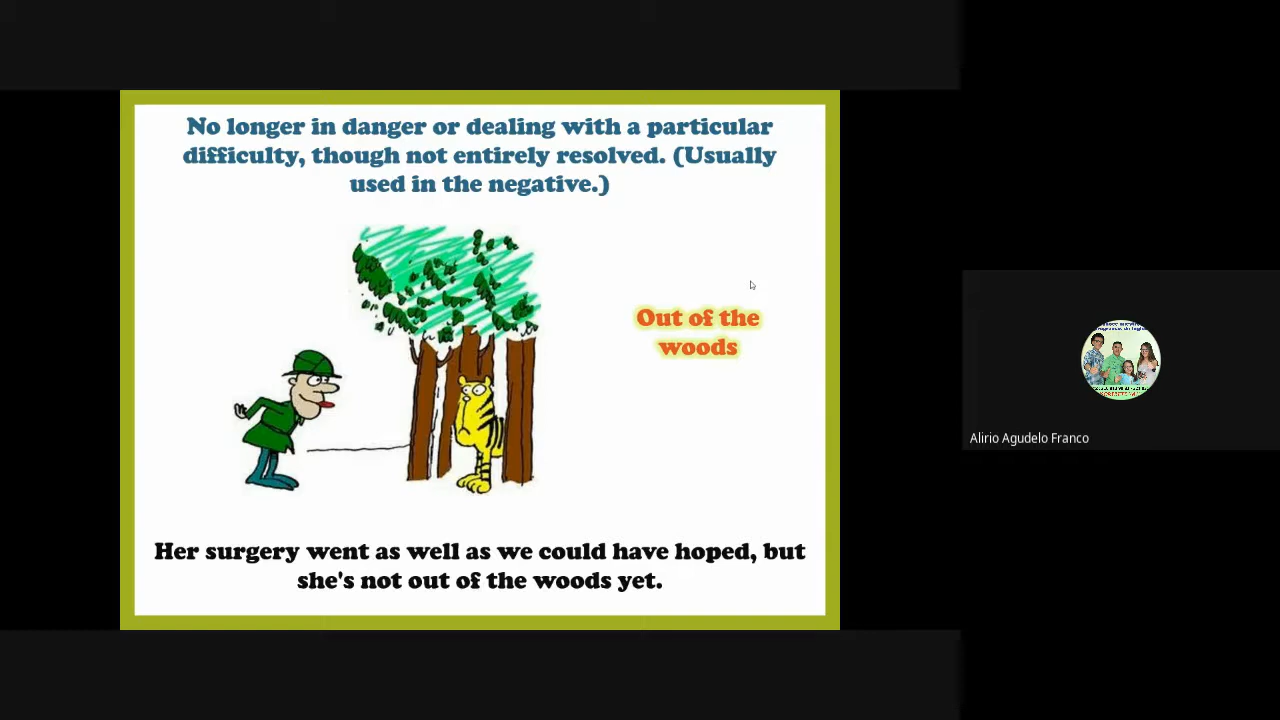 No longer in danger or dealing with a particular
difficulty, though not entirely resolved. (Usually
used in the negative.)
Out of the
woods
Her surgery went as well as we could have hoped, but
she's not out of the woods yet.
Alirio Agudelo Franco